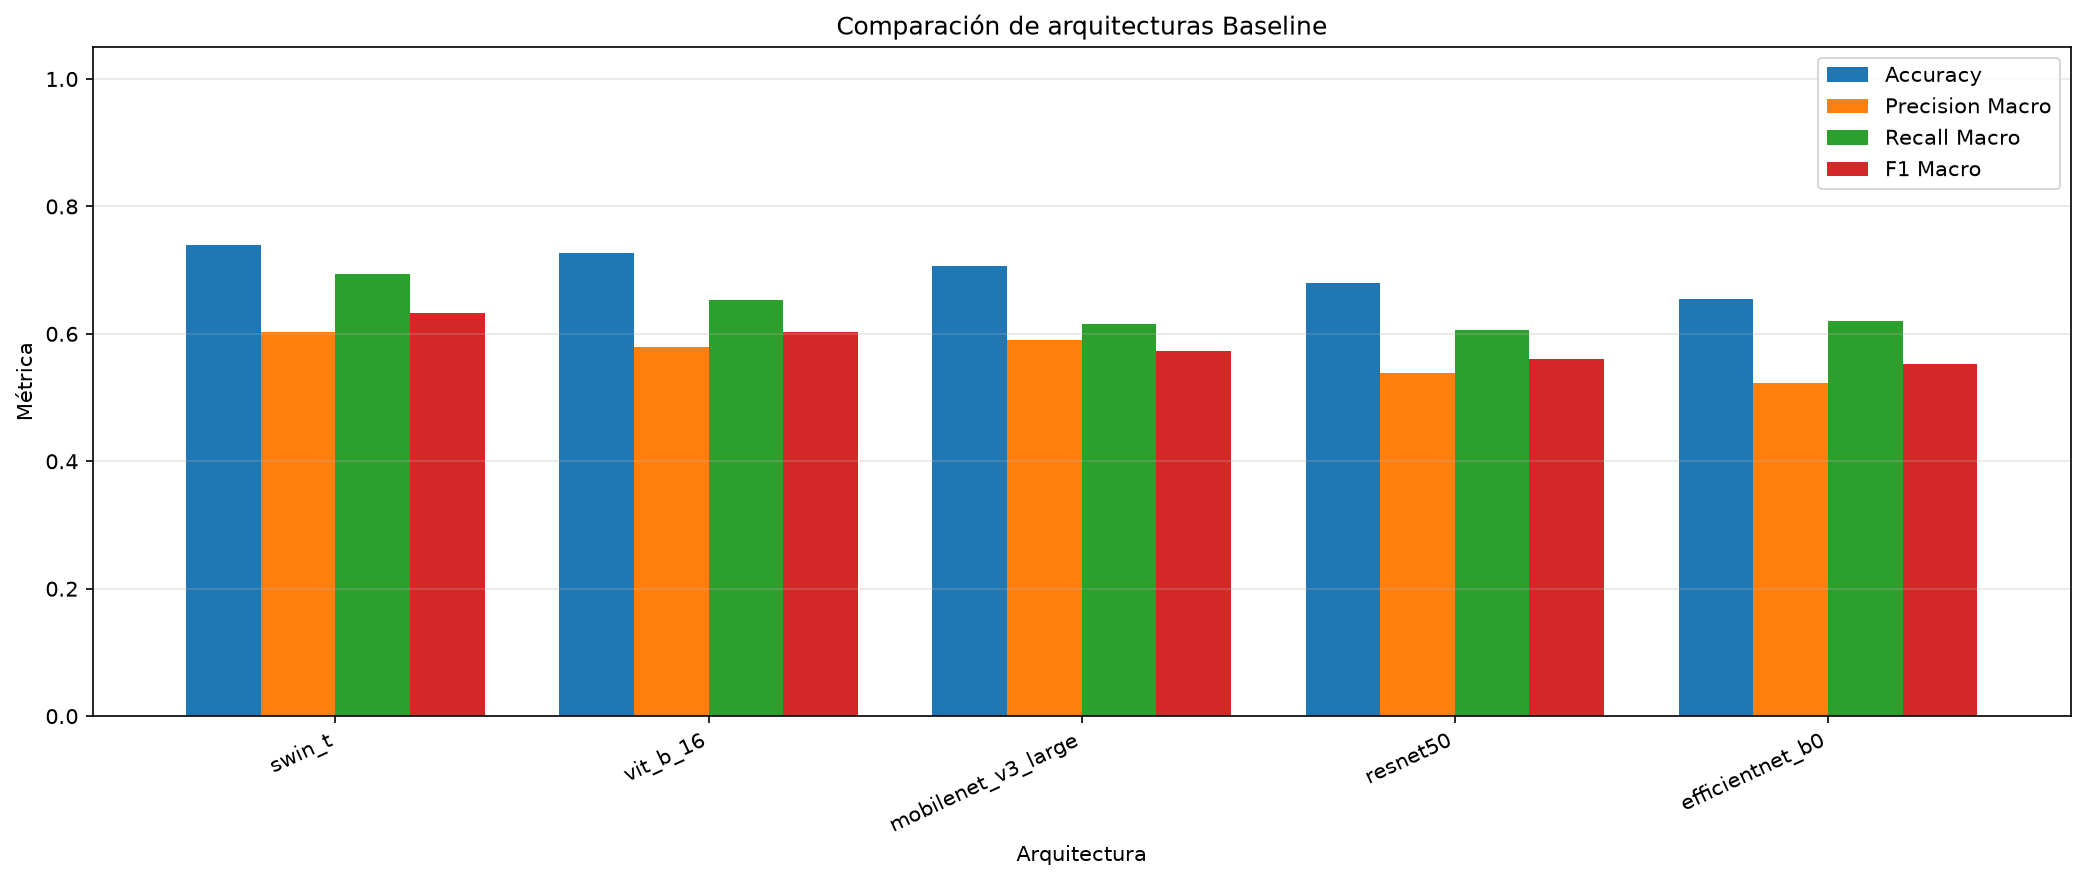 Comparación de arquitecturas Baseline
Accuracy
Precision Macro
Recall Macro
F1 Macro
1.0
0.8
0.6
0.4
0.2
0.0
Métrica
swin_t
vit_b_16
mobilenet_v3_large
resnet50
efficientnet_b0
Arquitectura